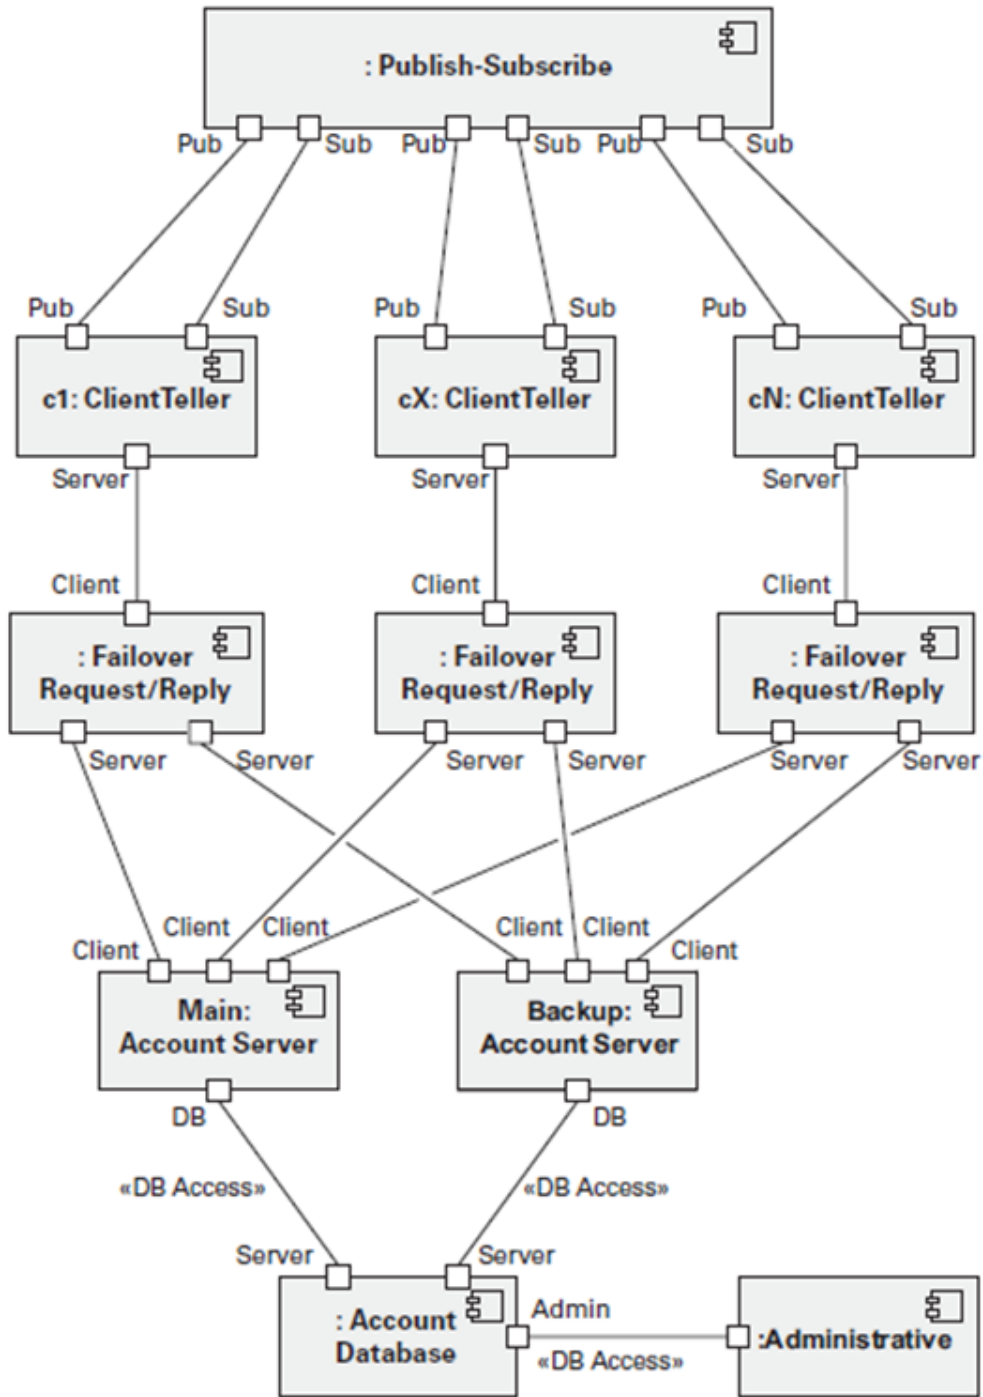 : Publish-Subscribe
Pub
Sub
Pub
Sub
Pub
Sub
Pub
Sub
Pub
Sub
Pub
Sub
c1: ClientTeller
cX: ClientTeller
cN: ClientTeller
Server
Server
Server
Client
Client
Client
: Failover
Request/Reply
: Failover
Request/Reply
: Failover
Request/Reply
Server
Server
Server
Server
Server
Server
Client
Client
Client
Client
Client
Client
Main:
Account Server
Backup:
Account Server
DB
DB
«DB Access»
«DB Access»
Server
Server
: Account
Database
Admin
«DB Access»
:Administrative